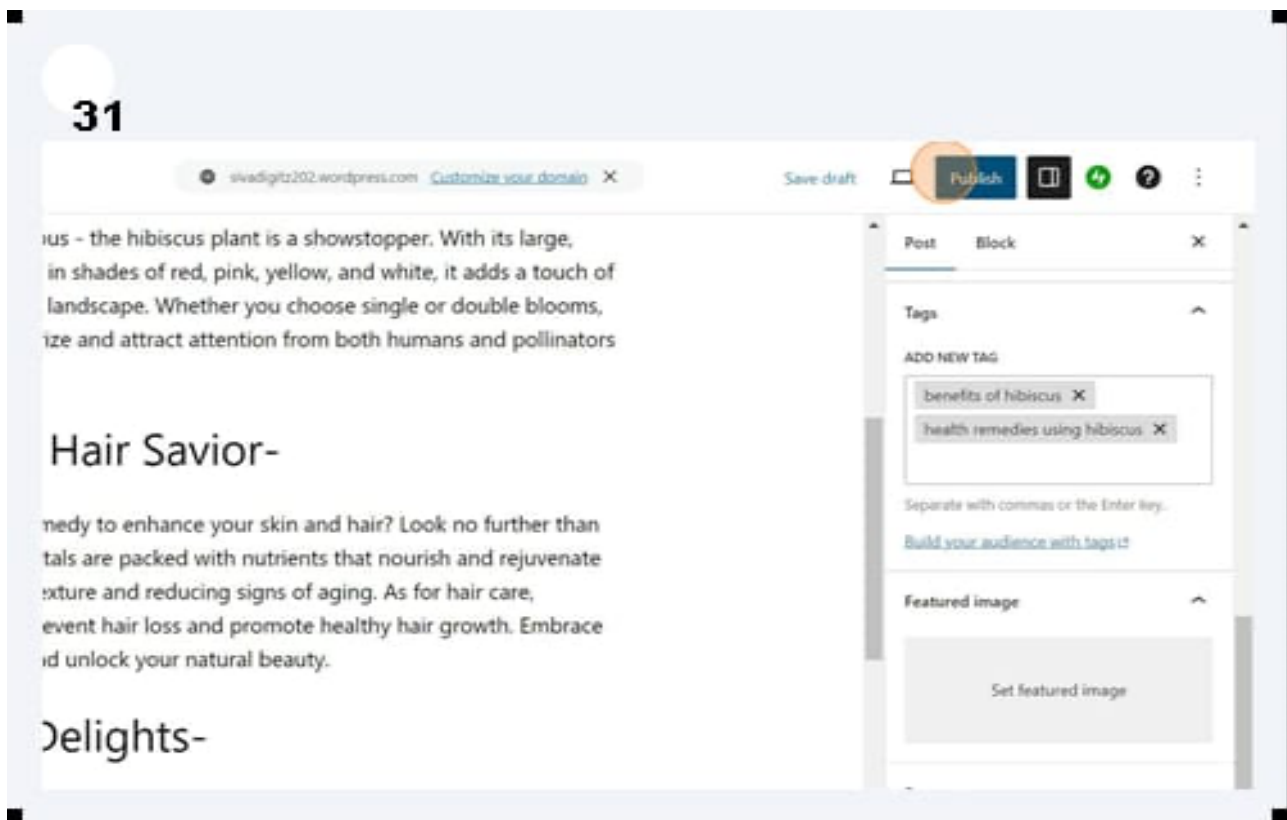 31
sivadigitz202.wordpress.com Customize your domain
Save draft
Publish
us - the hibiscus plant is a showstopper. With its large,
in shades of red, pink, yellow, and white, it adds a touch of
landscape. Whether you choose single or double blooms,
ize and attract attention from both humans and pollinators
Hair Savior-
medy to enhance your skin and hair? Look no further than
tals are packed with nutrients that nourish and rejuvenate
exture and reducing signs of aging. As for hair care,
event hair loss and promote healthy hair growth. Embrace
d unlock your natural beauty.
Delights-
Post Block
Tags
ADD NEW TAG
benefits of hibiscus
health remedies using hibiscus
Separate with commas or the Enter key.
Build your audience with tags
Featured image
Set featured image